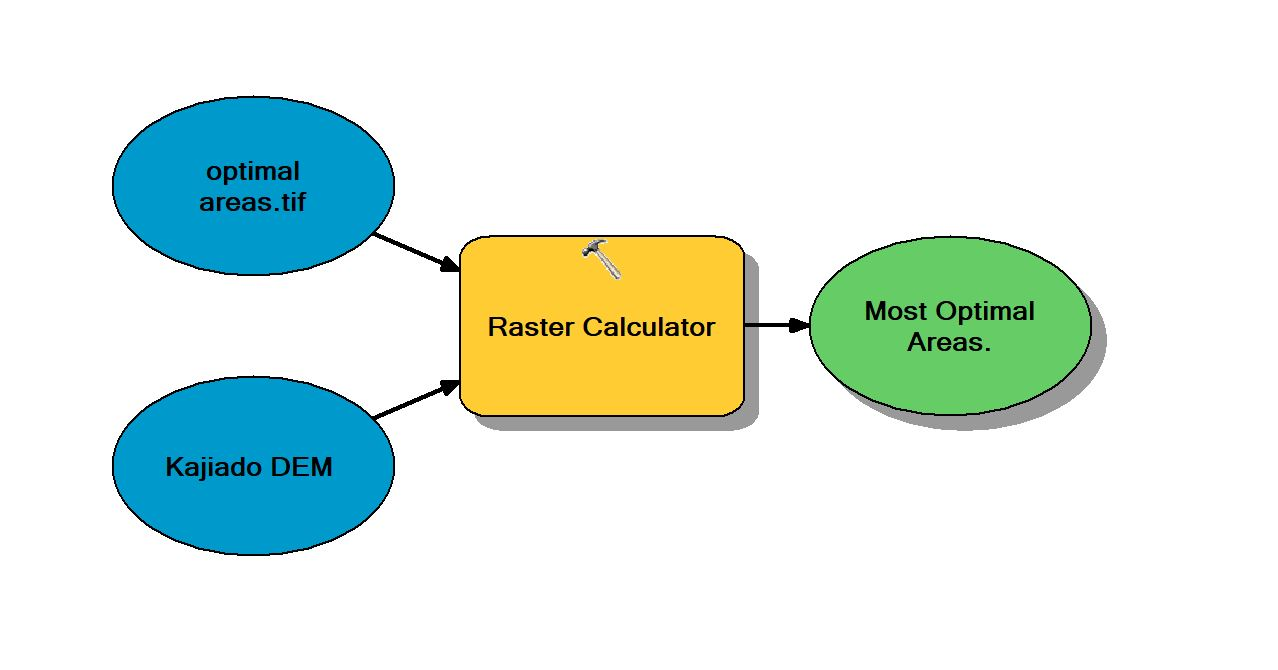 optimal
areas.tif
Raster Calculator
Most Optimal
Areas.
Kajiado DEM